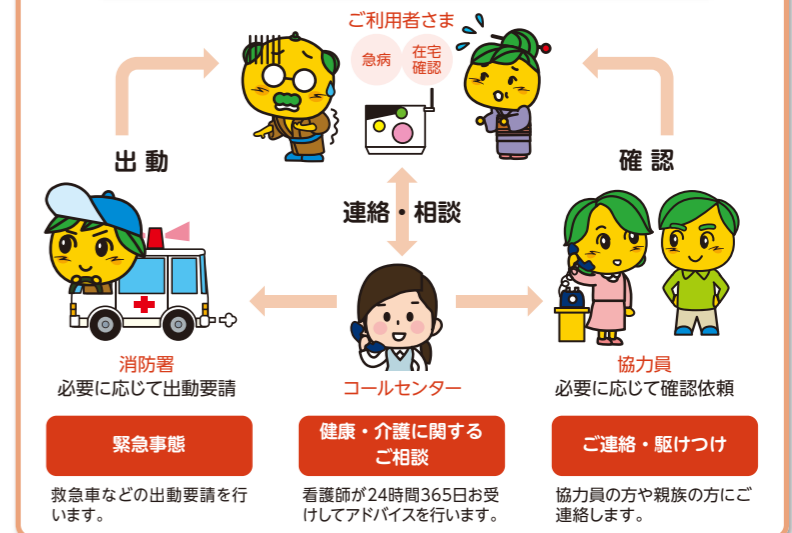 ご利用者さま
急病
在宅
確認
出動
確認
連絡・相談
消防署
必要に応じて出動要請
コールセンター
協力員
必要に応じて確認依頼
緊急事態
健康・介護に関する
ご相談
ご連絡・駆けつけ
救急車などの出動要請を行
います。
看護師が24時間365日お受
けしてアドバイスを行います。
協力員の方や親族の方にご
連絡します。